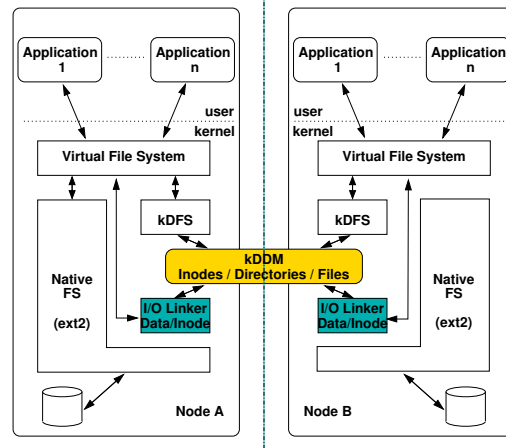 Application
1
Application
n
Application
1
Application
n
user
kernel
user
kernel
Virtual File System
Virtual File System
kDFS
kDFS
kDDM
Inodes / Directories / Files
Native
FS
(ext2)
I/O Linker
Data/Inode
I/O Linker
Data/Inode
Native
FS
(ext2)
Node A
Node B